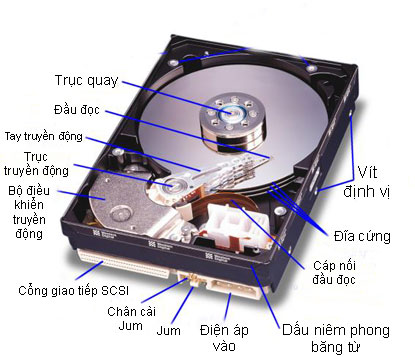 Trục quay
Đầu đọc
Tay truyền động
Trục
truyền động
Bộ điều
khiển
truyền
động
Vít
định vị
Đĩa cứng
Cáp nối
đầu đọc
Cổng giao tiếp SCSI
Chân cài
Jum
Jum
Điện áp
vào
Dấu niêm phong
băng từ